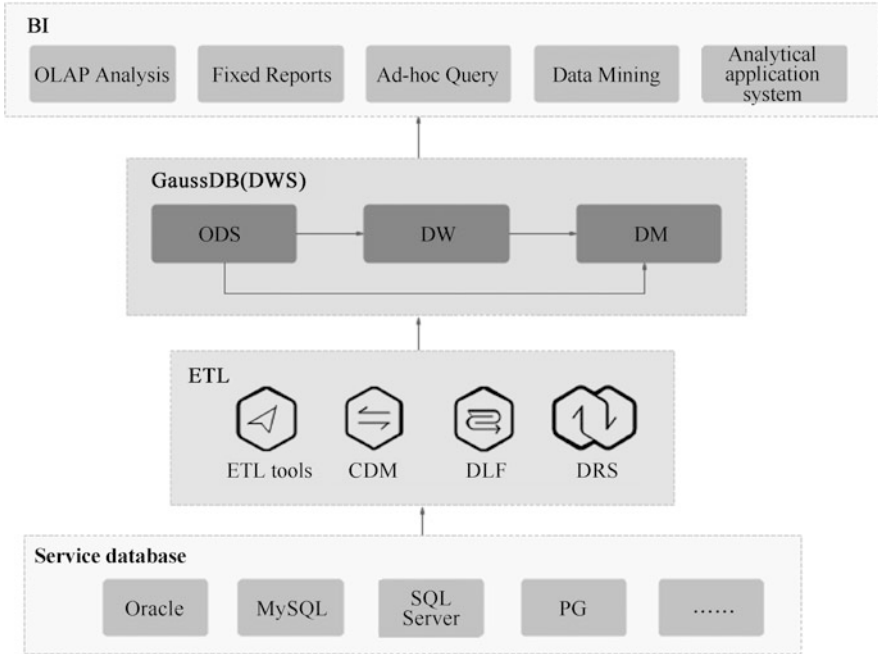 BI
OLAP Analysis
Fixed Reports
Ad-hoc Query
Data Mining
Analytical
application
system
GaussDB(DWS)
ODS
DW
DM
ETL
ETL tools
CDM
DLF
DRS
Service database
Oracle
MySQL
SQL
Server
PG
......